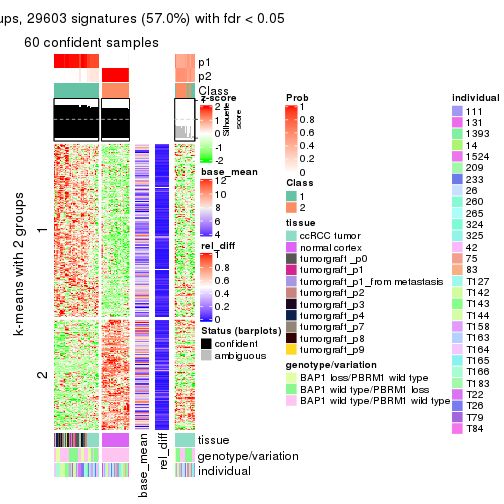 ups, 29603 signatures (57.0%) with fdr < 0.05
60 confident samples
p1
p2
Class
z-score
2
1
0
-1
-2
Silhouette
score
k-means with 2 groups
1
2
base_mean
12
10
8
6
4
rel_diff
1
0.8
0.6
0.4
0.2
0
Status (barplots)
confident
ambiguous
tissue
genotype/variation
individual
base_mean
rel_diff
Prob
1
0.8
0.6
0.4
0.2
0
Class
1
2
tissue
ccRCC tumor
normal cortex
tumorgraft _p0
tumorgraft_p1
tumorgraft_p1_from metastasis
tumorgraft_p2
tumorgraft_p3
tumorgraft_p4
tumorgraft_p7
tumorgraft_p8
tumorgraft_p9
genotype/variation
BAP1 loss/PBRM1 wild type
BAP1 wild type/PBRM1 loss
BAP1 wild type/PBRM1 wild type
individual
111
131
1393
14
1524
209
233
26
260
265
324
325
42
75
83
T127
T142
T143
T144
T158
T163
T164
T165
T166
T183
T22
T26
T79
T84